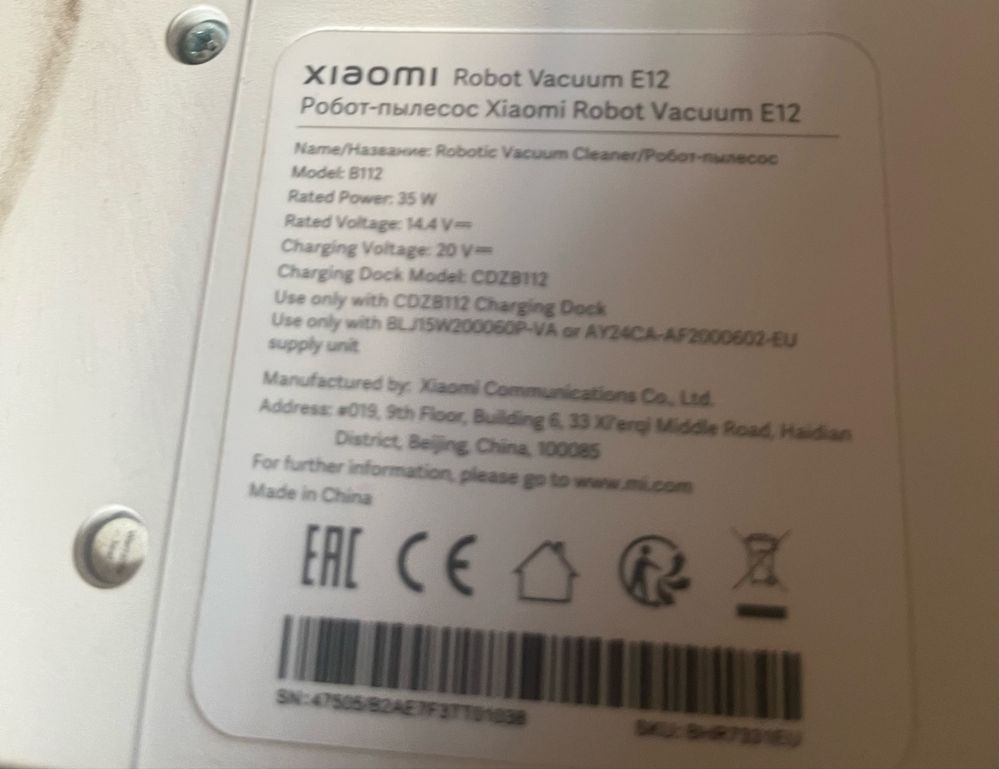 xiaomi Robot Vacuum E12
Робот-пылесос Xiaomi Robot Vacuum E12
Name/Название: Robotic Vacuum Cleaner/Робот-пылесос
Model: B112
Rated Power: 35 W
Rated Voltage: 14.4 V⎓
Charging Voltage: 20 V⎓
Charging Dock Model: CDZB112
Use only with CDZB112 Charging Dock
Use only with BLJ15W200060P-VA or AY24CA-AF2000602-EU
supply unit
Manufactured by: Xiaomi Communications Co., Ltd.
Address: #019, 9th Floor, Building 6, 33 Xi'erqi Middle Road, Haidian
District, Beijing, China, 100085
For further information, please go to www.mi.com
Made in China
EAC CE
SN: 
SKU: BHR7331EU